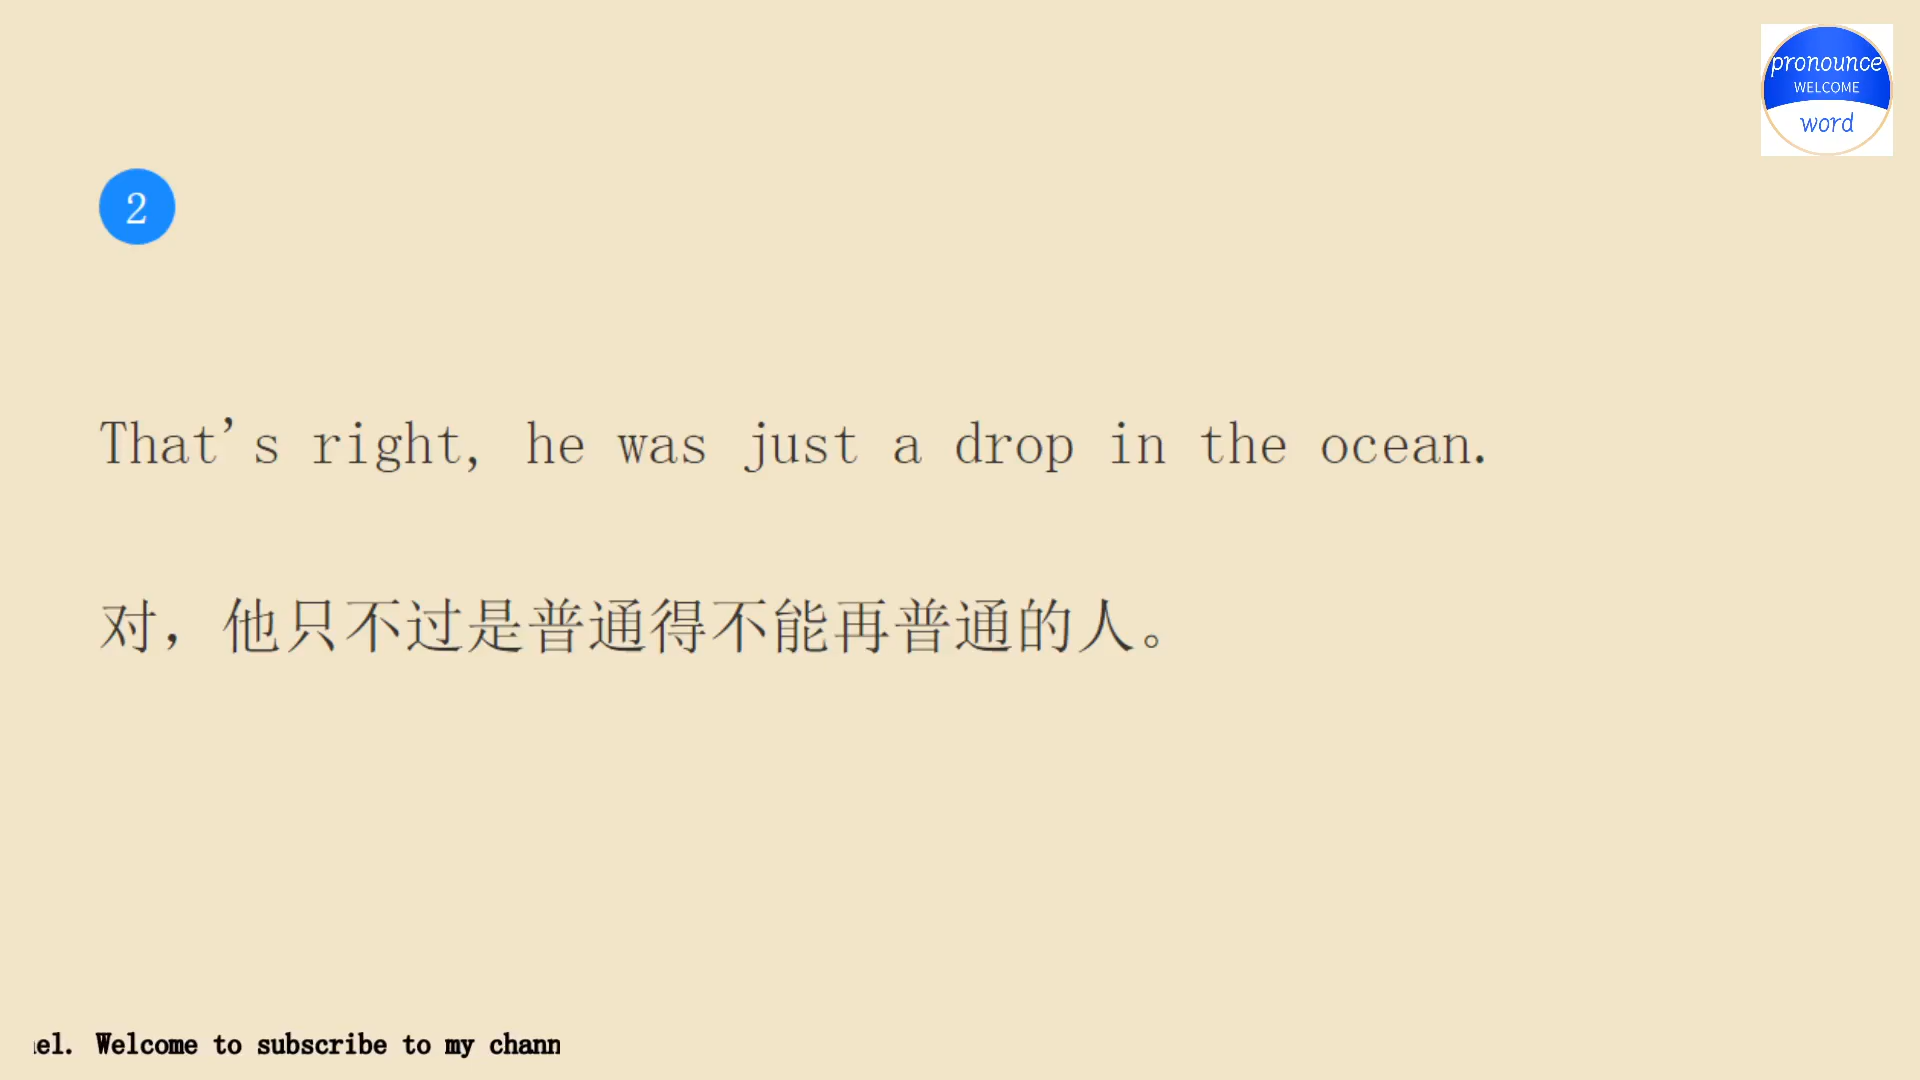 pronounce
WELCOME
word
2
That's right, he was just a drop in the ocean.
对，他只不过是普通得不能再普通的人。
el. Welcome to subscribe to my chann